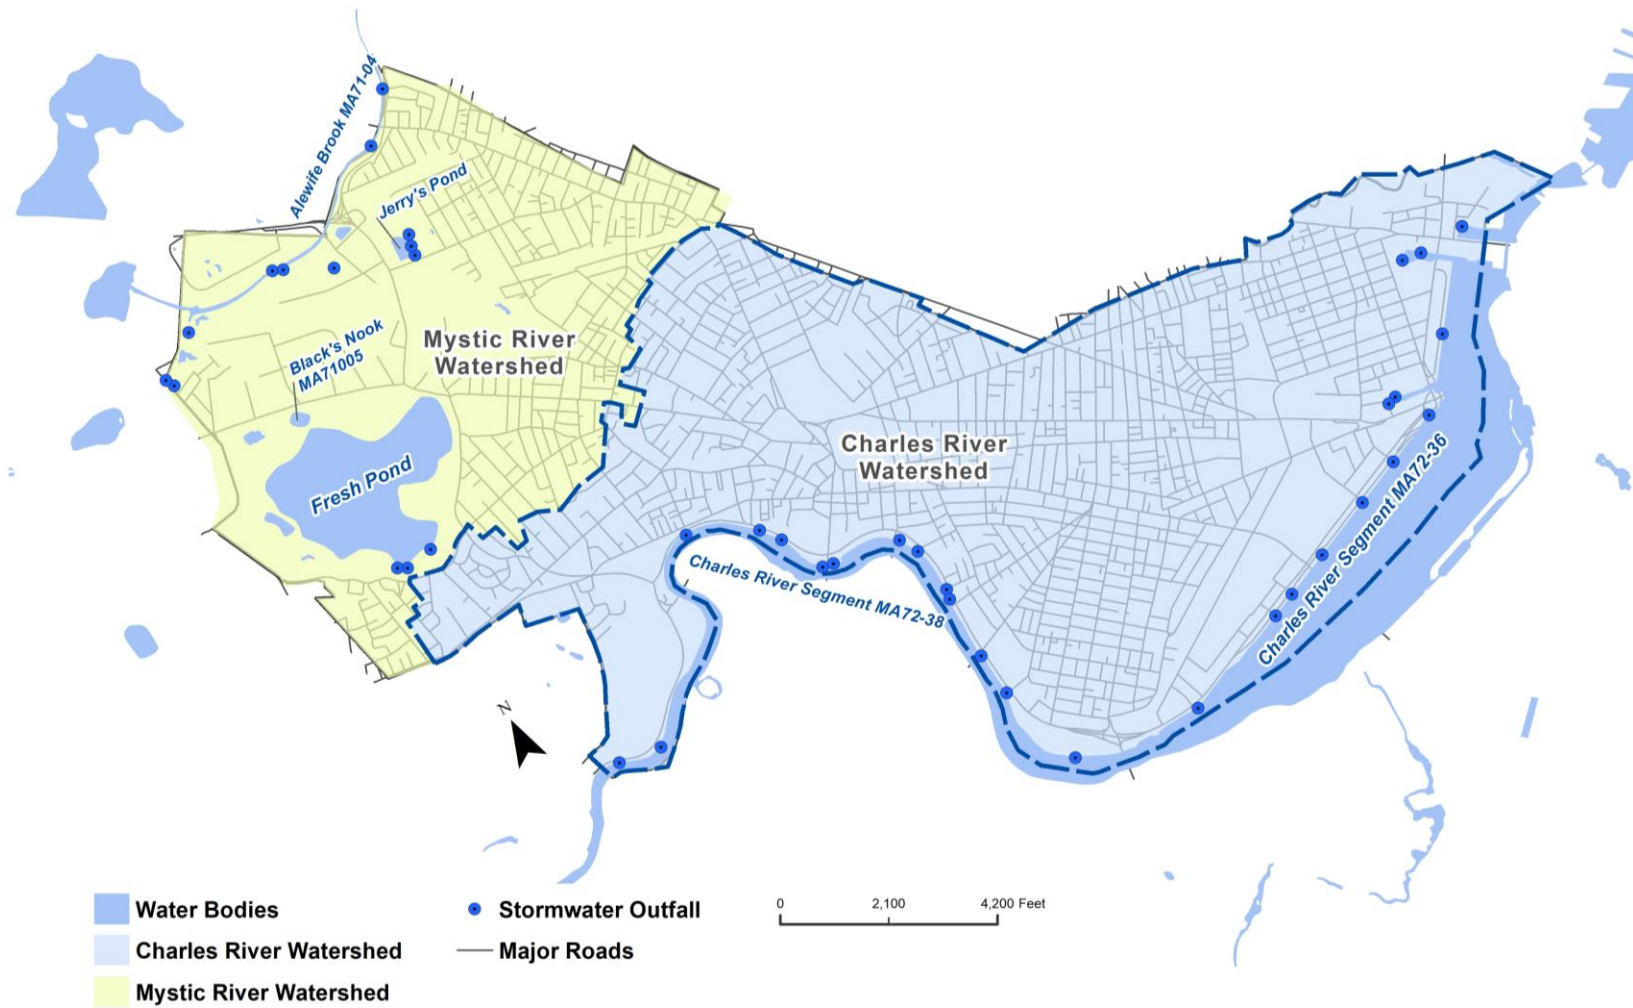 Alewife Brook MA71-04
Jerry's Pond
Black's Nook
MA71005
Mystic River
Watershed
Fresh Pond
Charles River
Watershed
Charles River Segment MA72-38
Charles River Segment MA72-36
N
Water Bodies
Charles River Watershed
Mystic River Watershed
Stormwater Outfall
Major Roads
0 2,100 4,200 Feet